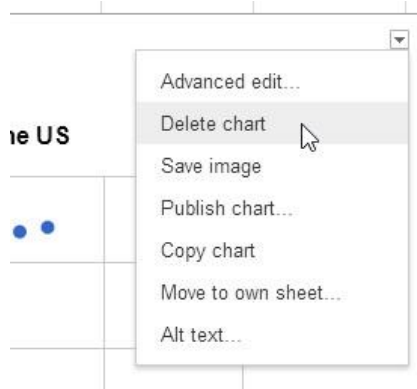 Advanced edit...
Delete chart
ne US
Save image
Publish chart...
Copy chart
Move to own sheet...
Alt text...